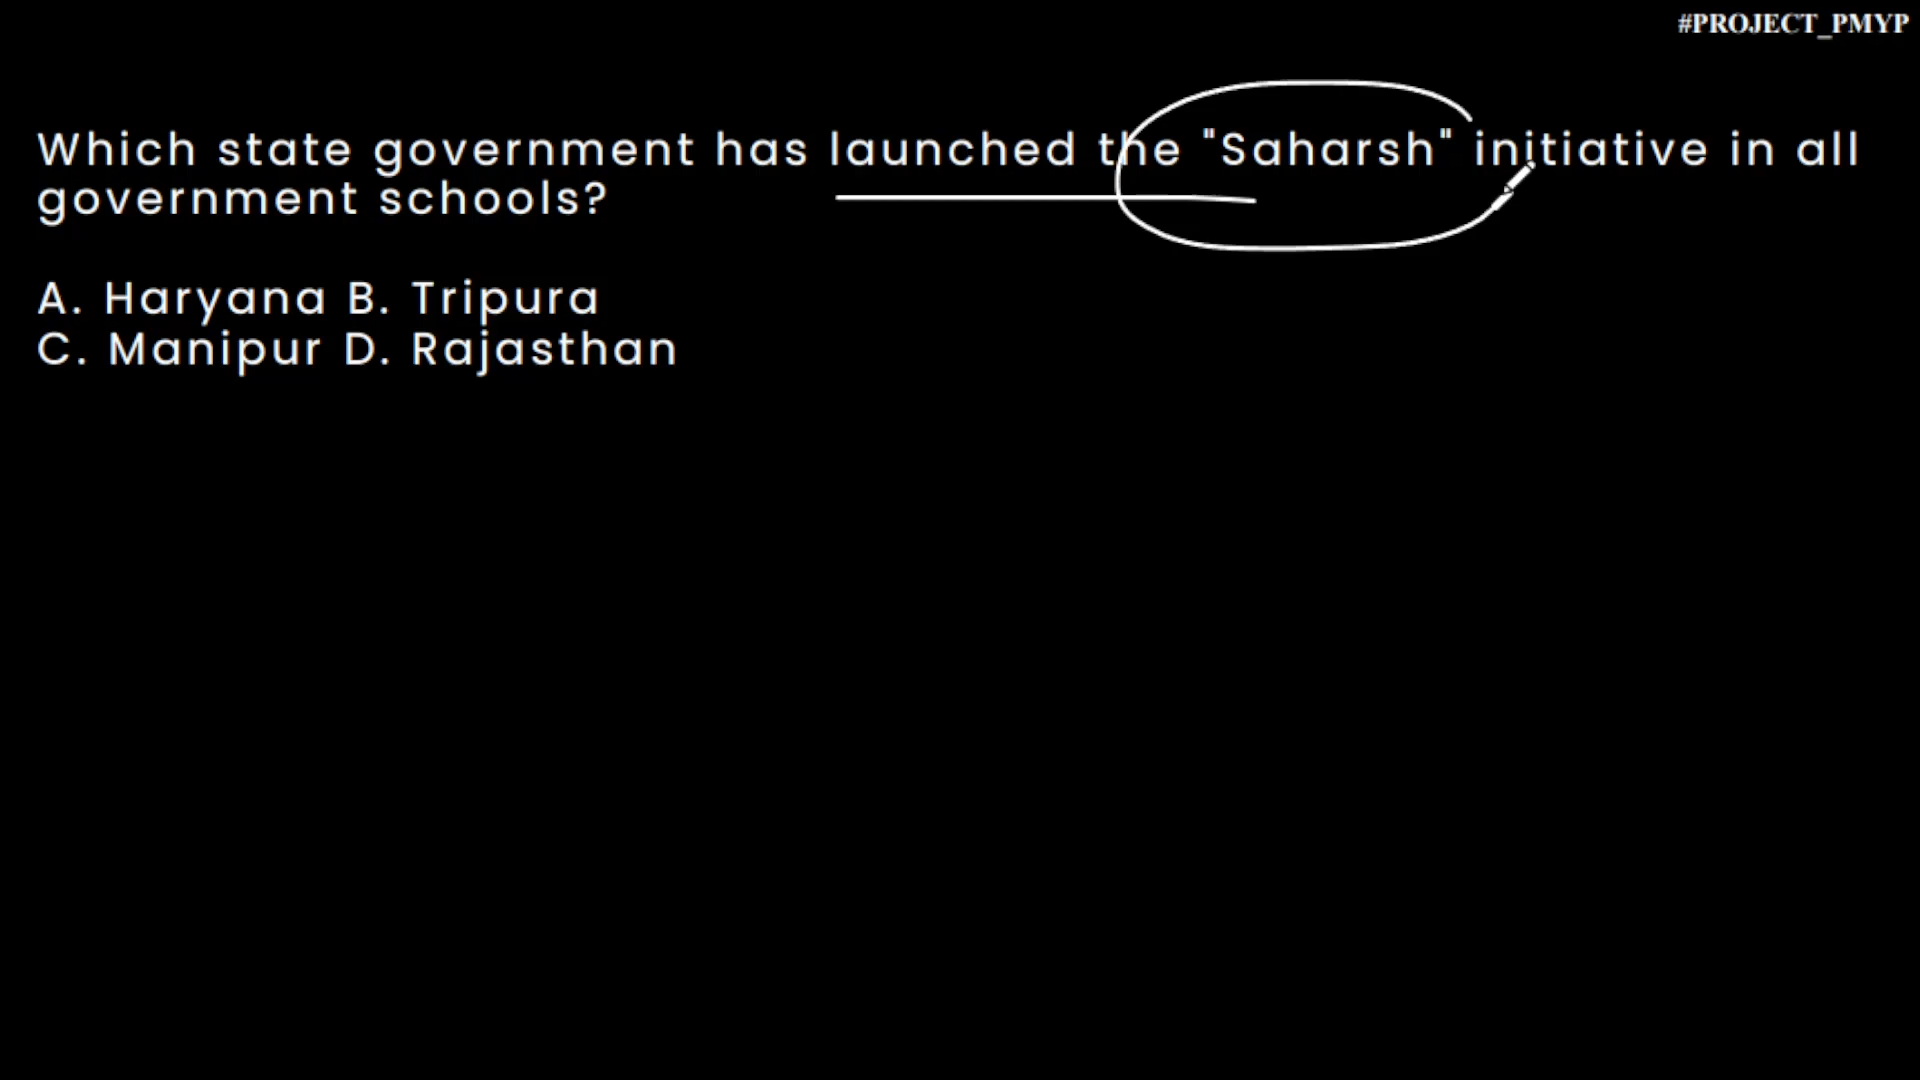 #PROJECT_PMYP
Which state government has launched the "Saharsh" initiative in all
government schools?
A. Haryana B. Tripura
C. Manipur D. Rajasthan